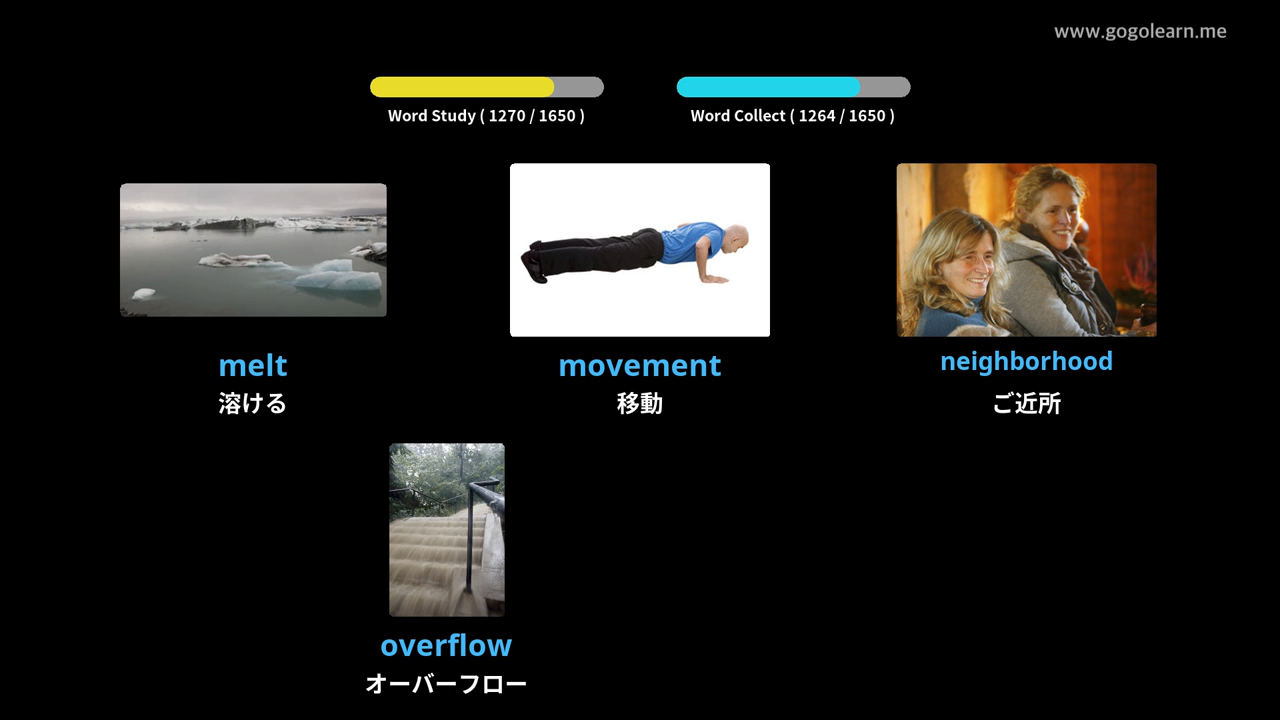 www.gogolearn.me
Word Study ( 1270 / 1650 )
Word Collect ( 1264 / 1650 )
melt
溶ける
movement
移動
neighborhood
ご近所
overflow
オーバーフロー